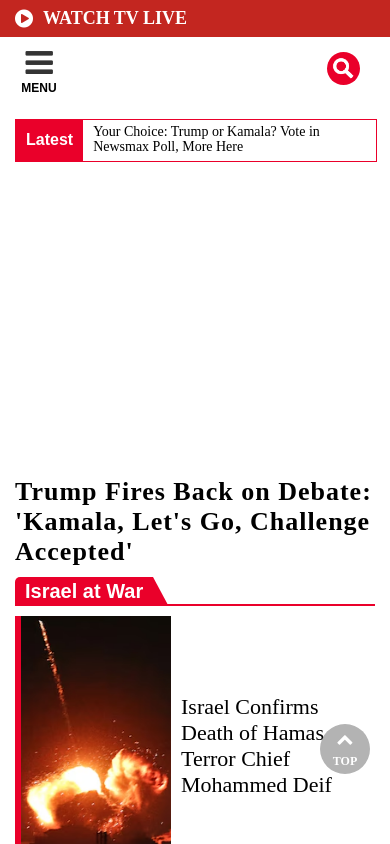 WATCH TV LIVE
MENU
Latest
Your Choice: Trump or Kamala? Vote in
Newsmax Poll, More Here
Trump Fires Back on Debate:
'Kamala, Let's Go, Challenge
Accepted'
Israel at War
Israel Confirms
Death of Hamas
Terror Chief
Mohammed Deif
TOP